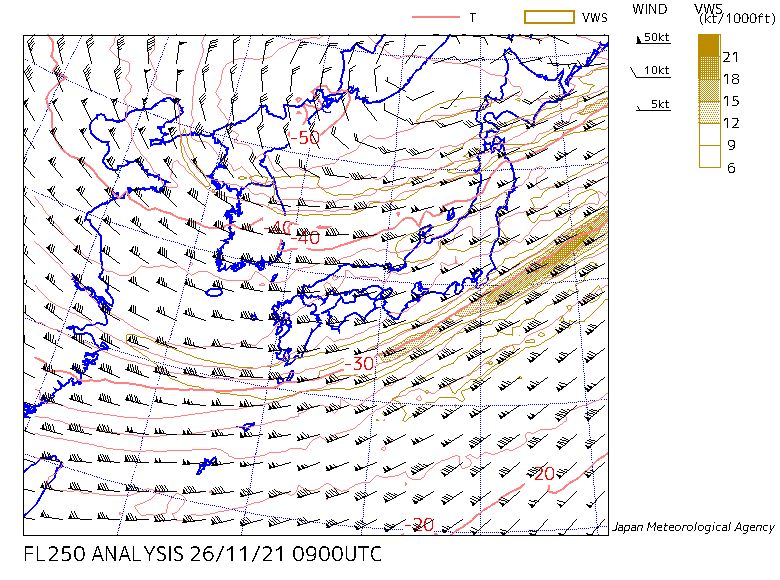 T
VWS
WIND
VWS
(kt/1000ft)
50kt
10kt
5kt
21
18
15
12
9
6
-50
-40
-40
-30
-20
-20
Japan Meteorological Agency
FL250 ANALYSIS 26/11/21 0900UTC